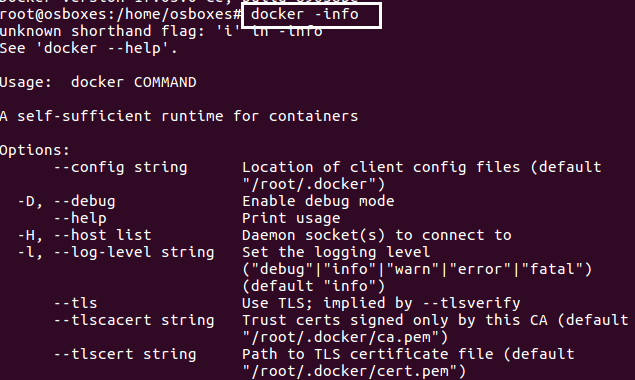 root@osboxes:/home/osboxes# docker -info
unknown shorthand flag: 'i' in -info
See 'docker --help'.
Usage:  docker COMMAND
A self-sufficient runtime for containers
Options:
--config string Location of client config files (default
"/root/.docker")
-D, --debug Enable debug mode
--help Print usage
-H, --host list Daemon socket(s) to connect to
-l, --log-level string Set the logging level
("debug"|"info"|"warn"|"error"|"fatal")
(default "info")
--tls Use TLS; implied by --tlsverify
--tlscacert string Trust certs signed only by this CA (default
"/root/.docker/ca.pem")
--tlscert string Path to TLS certificate file (default
"/root/.docker/cert.pem")